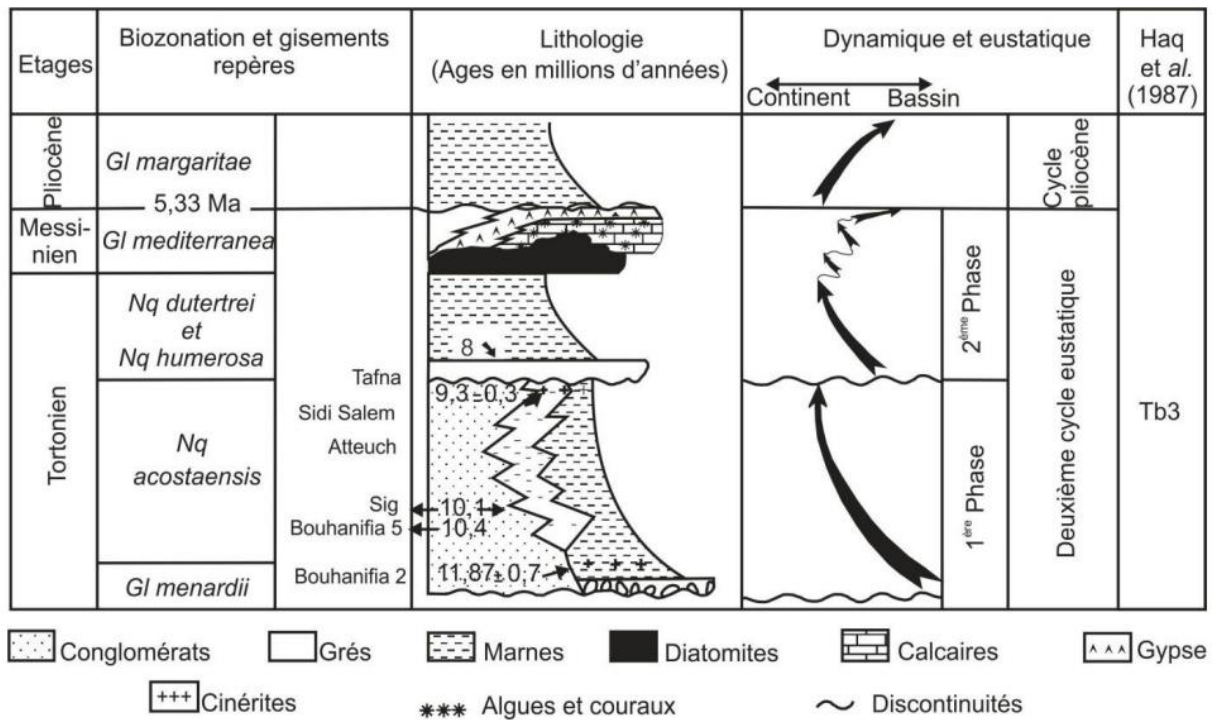 Etages
Biozonation et gisements
repères
Lithologie
(Ages en millions d'années)
Dynamique et eustatique
Continent Bassin
Haq
et al.
(1987)
Pliocène
Gl margaritae
5,33 Ma
Cycle
pliocène
Messi-
nien
Gl mediterranea
Tortonien
Nq dutertrei
et
Nq humerosa
8
2ème Phase
Deuxième cycle eustatique
Tb3
Tafna
9,3±0,3
Sidi Salem
Nq
acostaensis
Atteuch
Sig
10,1
Bouhanifia 5
10,4
1ère Phase
Gl menardii
Bouhanifia 2
11,87±0,7
Conglomérats Grés Marnes Diatomites Calcaires Gypse
Cinérites Algues et couraux Discontinuités